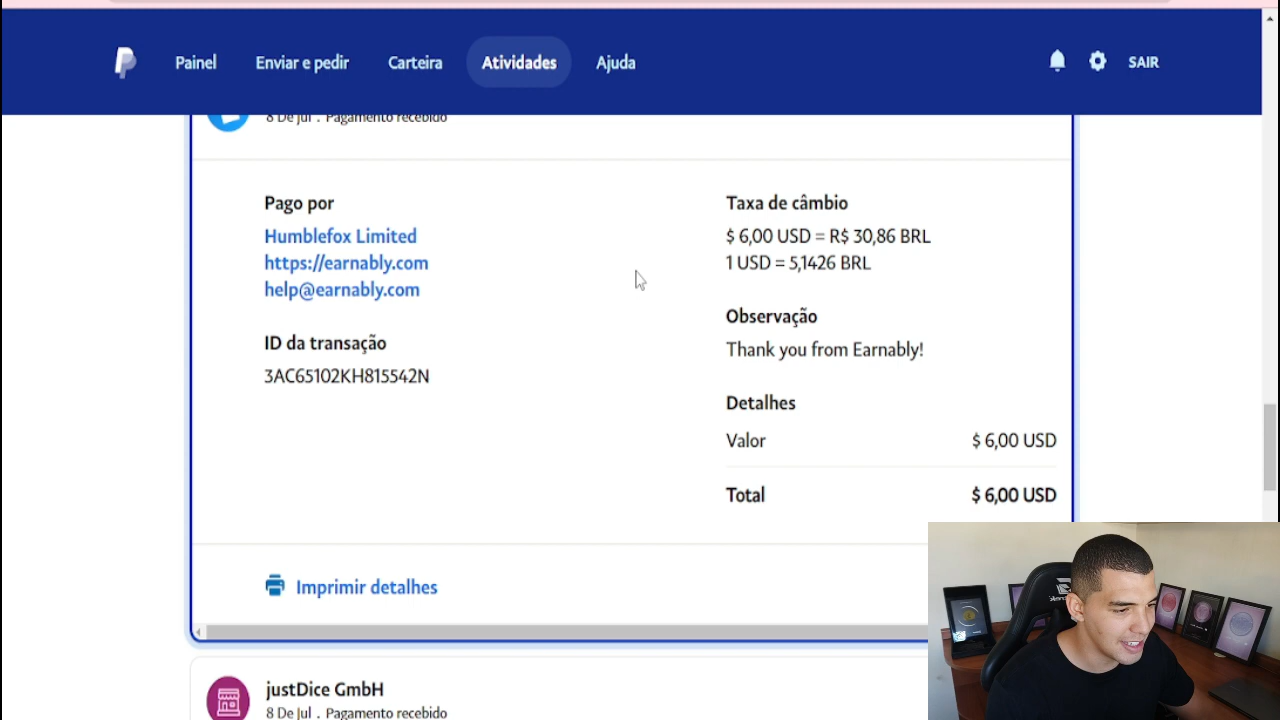 Painel Enviar e pedir Carteira Atividades Ajuda SAIR
8 De Jul . Pagamento recebido
Pago por
Humblefox Limited
https://earnably.com
help@earnably.com
ID da transação
3AC65102KH815542N
Taxa de câmbio
$ 6,00 USD = R$ 30,86 BRL
1 USD = 5,1426 BRL
Observação
Thank you from Earnably!
Detalhes
Valor $ 6,00 USD
Total $ 6,00 USD
Imprimir detalhes
justDice GmbH
8 De Jul . Pagamento recebido